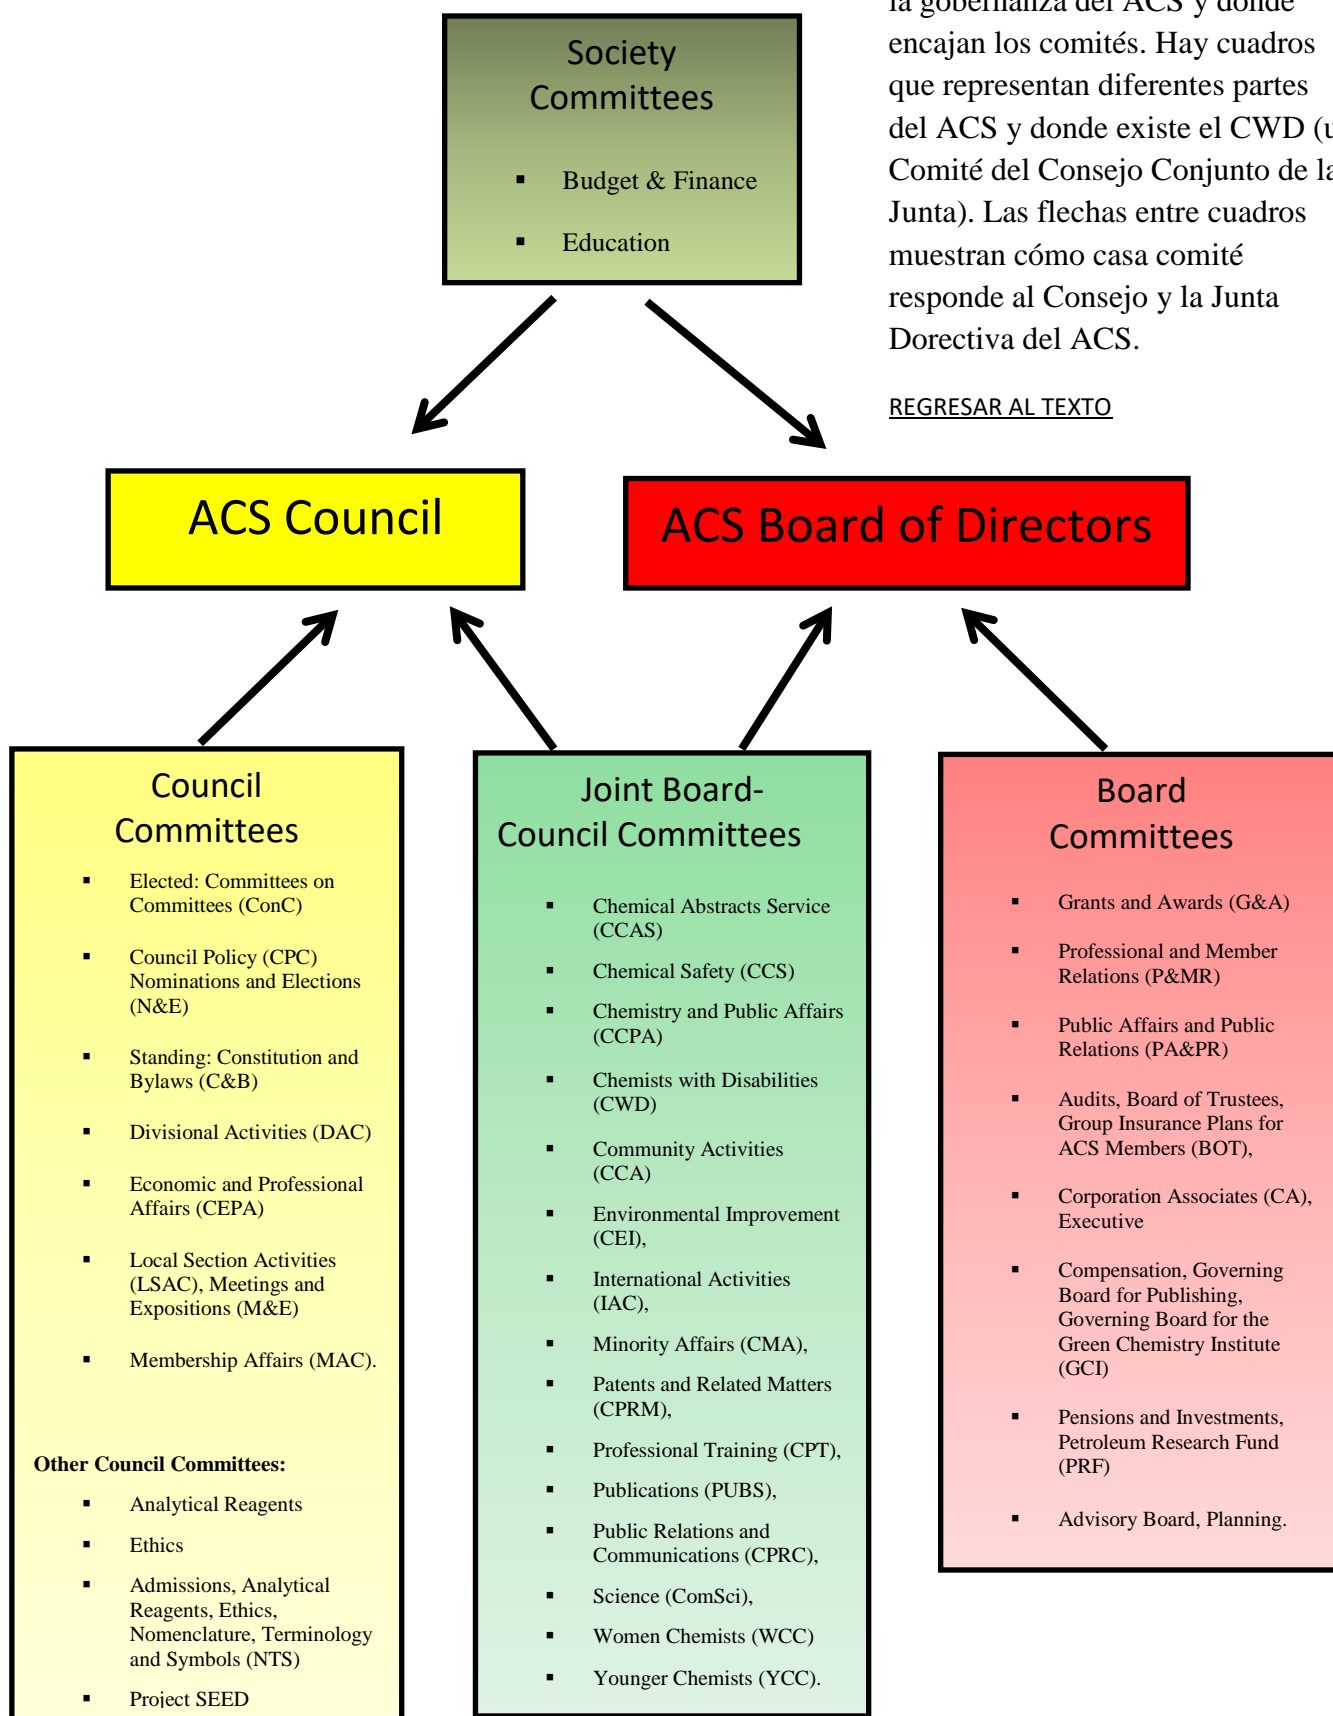 Society
Committees
▪ Budget & Finance
▪ Education
la gobernanza del ACS y donde
encajan los comités. Hay cuadros
que representan diferentes partes
del ACS y donde existe el CWD (u
Comité del Consejo Conjunto de la
Junta). Las flechas entre cuadros
muestran cómo casa comité
responde al Consejo y la Junta
Dorectiva del ACS.
REGRESAR AL TEXTO
ACS Council
ACS Board of Directors
Council
Committees
▪ Elected: Committees on
Committees (ConC)
▪ Council Policy (CPC)
Nominations and Elections
(N&E)
▪ Standing: Constitution and
Bylaws (C&B)
▪ Divisional Activities (DAC)
▪ Economic and Professional
Affairs (CEPA)
▪ Local Section Activities
(LSAC), Meetings and
Expositions (M&E)
▪ Membership Affairs (MAC).
Other Council Committees:
▪ Analytical Reagents
▪ Ethics
▪ Admissions, Analytical
Reagents, Ethics,
Nomenclature, Terminology
and Symbols (NTS)
▪ Project SEED
Joint Board-
Council Committees
▪ Chemical Abstracts Service
(CCAS)
▪ Chemical Safety (CCS)
▪ Chemistry and Public Affairs
(CCPA)
▪ Chemists with Disabilities
(CWD)
▪ Community Activities
(CCA)
▪ Environmental Improvement
(CEI),
▪ International Activities
(IAC),
▪ Minority Affairs (CMA),
▪ Patents and Related Matters
(CPRM),
▪ Professional Training (CPT),
▪ Publications (PUBS),
▪ Public Relations and
Communications (CPRC),
▪ Science (ComSci),
▪ Women Chemists (WCC)
▪ Younger Chemists (YCC).
Board
Committees
▪ Grants and Awards (G&A)
▪ Professional and Member
Relations (P&MR)
▪ Public Affairs and Public
Relations (PA&PR)
▪ Audits, Board of Trustees,
Group Insurance Plans for
ACS Members (BOT),
▪ Corporation Associates (CA),
Executive
▪ Compensation, Governing
Board for Publishing,
Governing Board for the
Green Chemistry Institute
(GCI)
▪ Pensions and Investments,
Petroleum Research Fund
(PRF)
▪ Advisory Board, Planning.